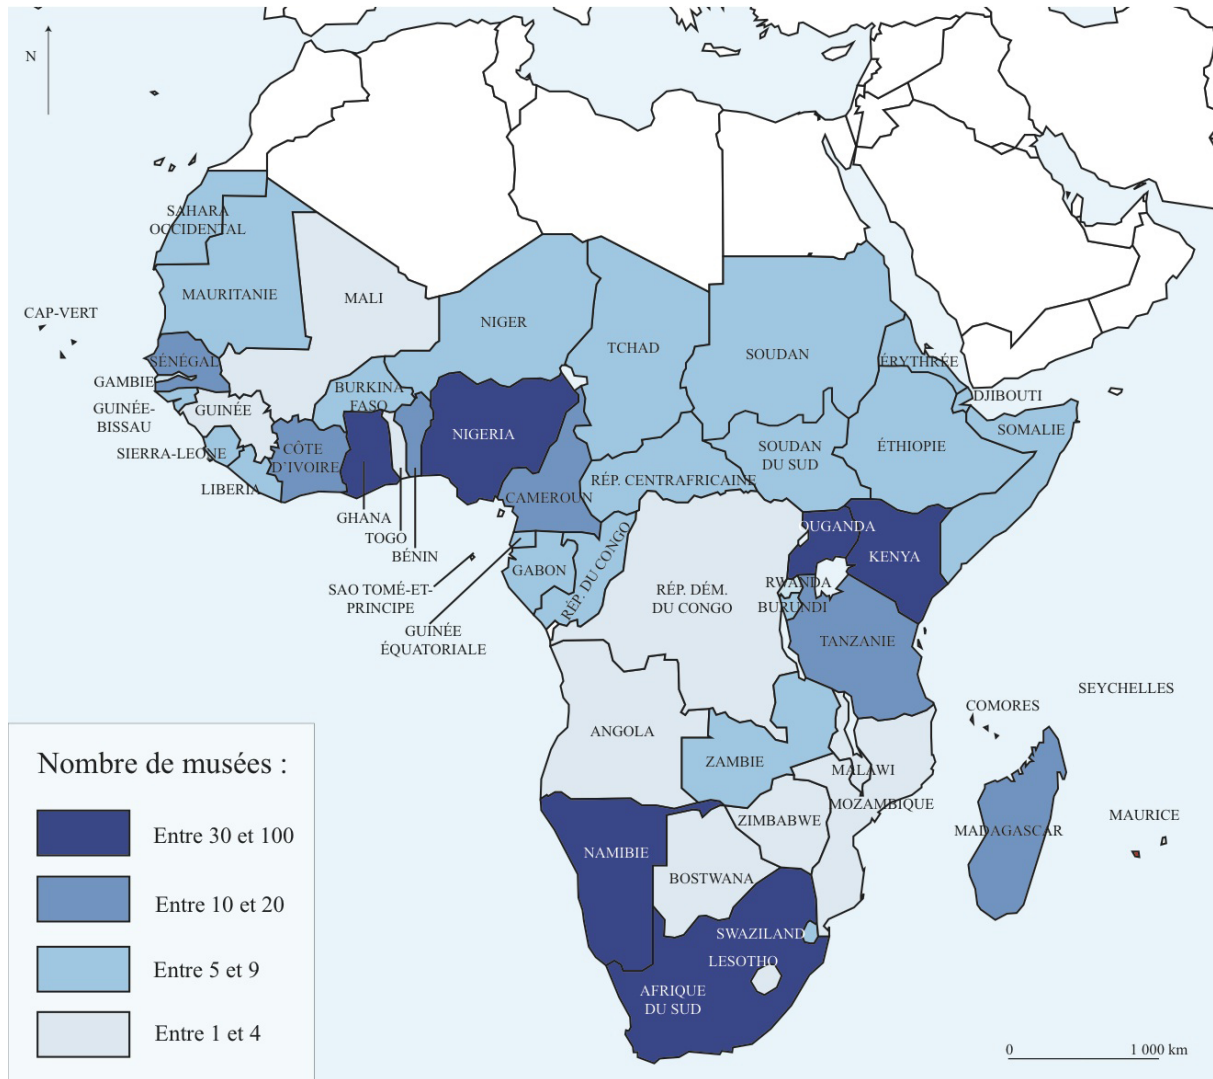 N
SAHARA
OCCIDENTAL
MAURITANIE
MALI
CAP-VERT
NIGER
TCHAD
SOUDAN
ÉRYTHRÉE
SÉNÉGAL
GAMBIE
BURKINA
FASO
DJIBOUTI
GUINÉE-
BISSAU
GUINÉE
NIGERIA
SOMALIE
CÔTE
D'IVOIRE
SOUDAN
DU SUD
ÉTHIOPIE
SIERRA-LEONE
RÉP. CENTRAFRICAINE
LIBERIA
CAMEROUN
GHANA
TOGO
BÉNIN
OUGANDA
KENYA
GABON
RÉP. DU CONGO
SAO TOMÉ-ET-
PRINCIPE
RÉP. DÉM.
DU CONGO
RWANDA
BURUNDI
GUINÉE
ÉQUATORIALE
TANZANIE
SEYCHELLES
COMORES
ANGOLA
ZAMBIE
MALAWI
MOZAMBIQUE
ZIMBABWE
MADAGASCAR
MAURICE
NAMIBIE
BOSTWANA
SWAZILAND
LESOTHO
AFRIQUE
DU SUD
Nombre de musées :
Entre 30 et 100
Entre 10 et 20
Entre 5 et 9
Entre 1 et 4
0 1 000 km